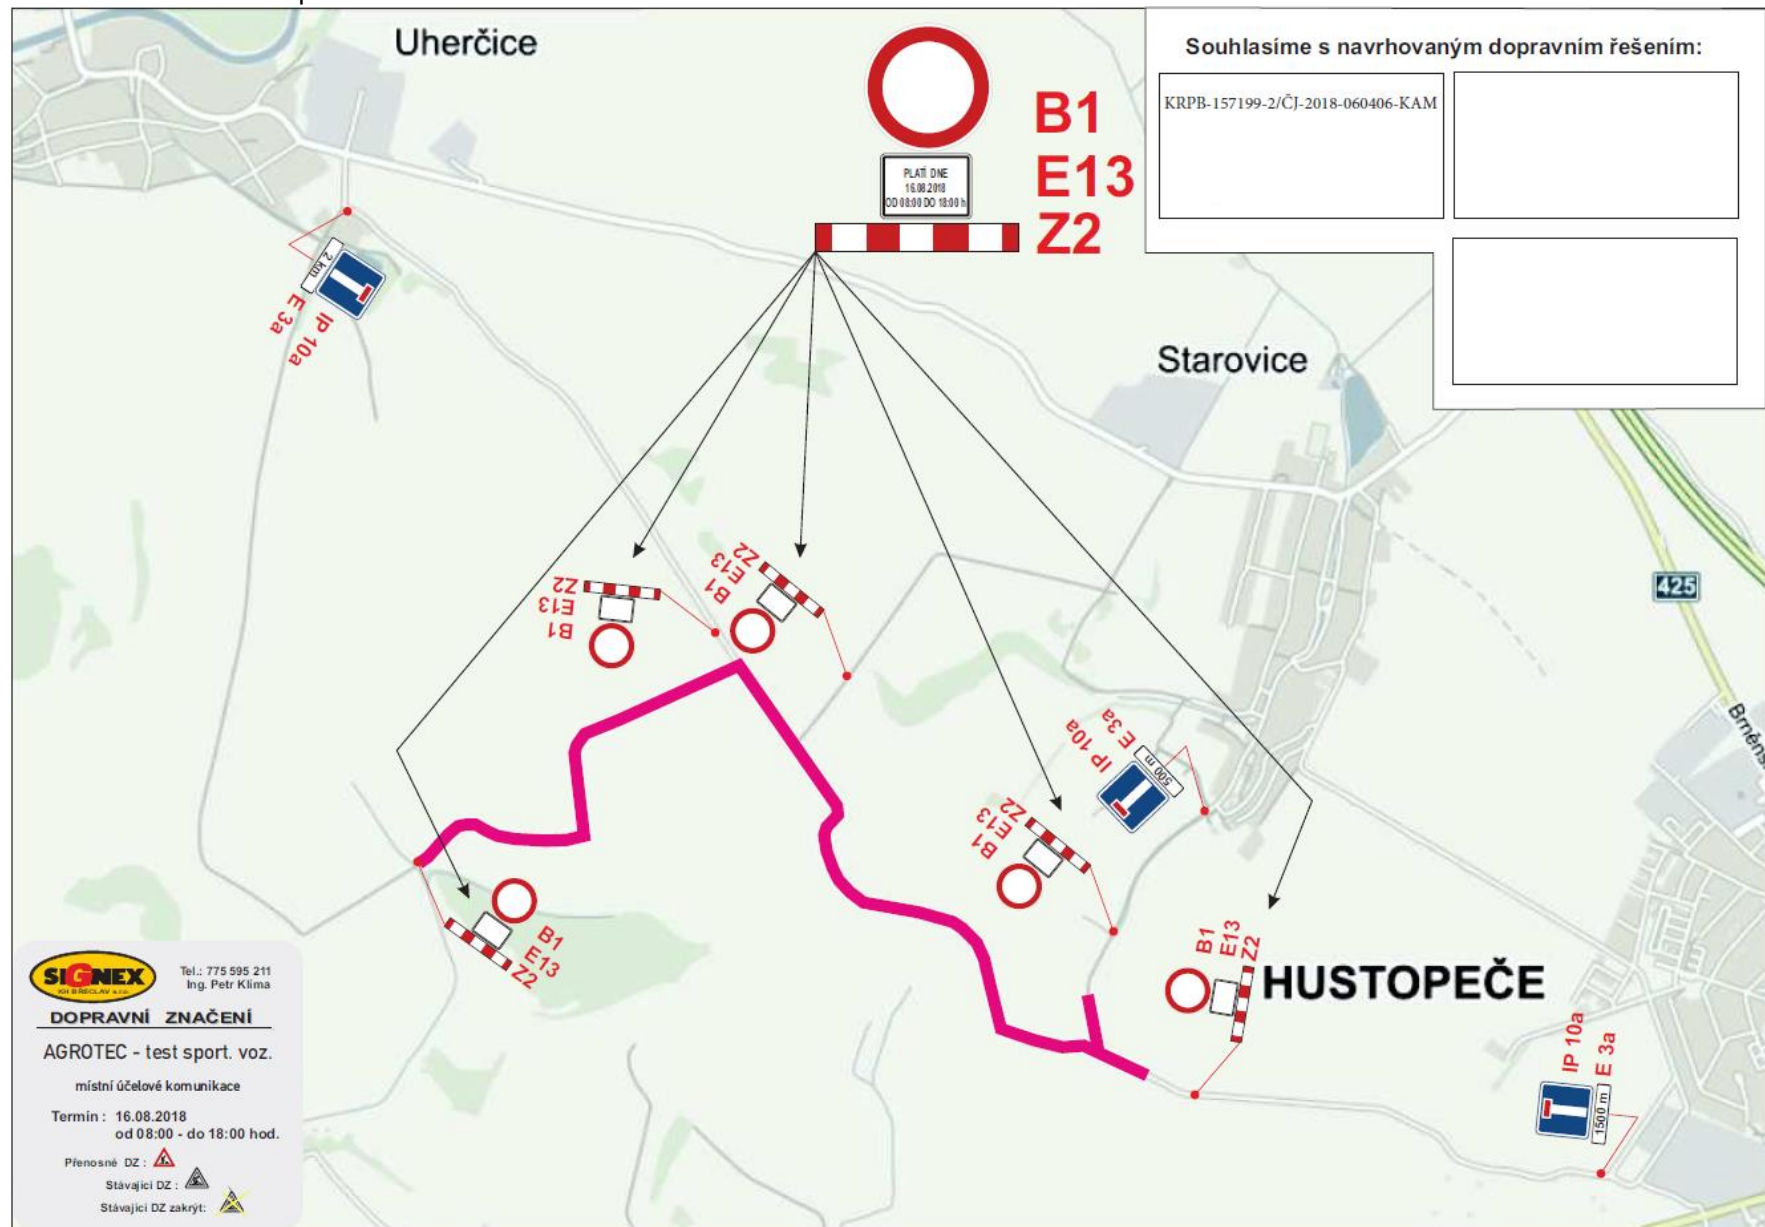 Uherčice
Souhlasíme s navrhovaným dopravním řešením:
KRPB-157199-2/ČJ-2018-060406-KAM
B1
E13
Z2
PLATÍ DNE
16.08.2018
OD 08:00 DO 18:00 h
2 km
E 3a
IP 10a
Starovice
425
Brněns
Z2
E13
B1
Z2
E13
B1
E 3a
IP 10a
500 m
Z2
E13
B1
B1
E13
Z2
B1
E13
Z2
HUSTOPEČE
IP 10a
E 3a
1500 m
SIGNEX
KH BŘECLAV s.r.o.
Tel.: 775 595 211
Ing. Petr Klima
DOPRAVNÍ ZNAČENÍ
AGROTEC - test sport. voz.
místní účelové komunikace
Termín : 16.08.2018
od 08:00 - do 18:00 hod.
Přenosné DZ :
Stávající DZ :
Stávající DZ zakrýt: